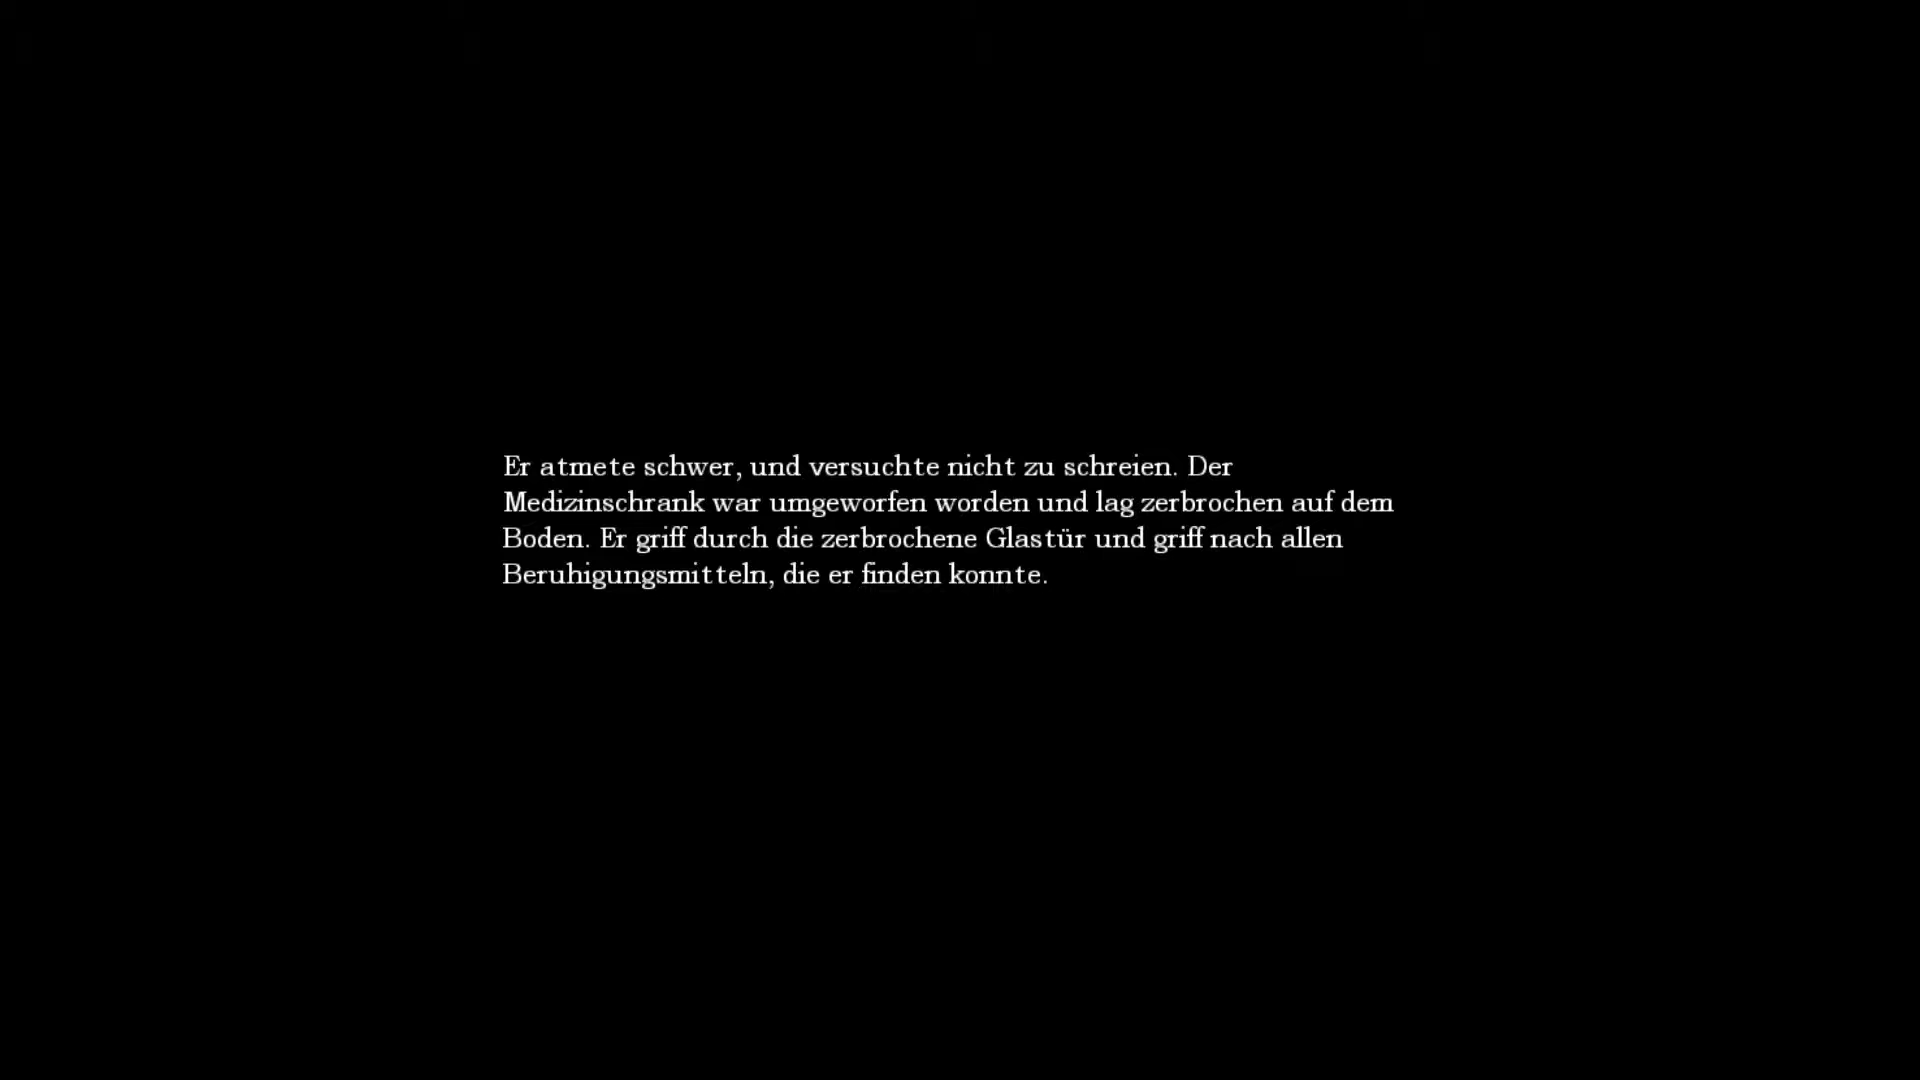 Er atmete schwer, und versuchte nicht zu schreien. Der
Medizinschrank war umgeworfen worden und lag zerbrochen auf dem
Boden. Er griff durch die zerbrochene Glastür und griff nach allen
Beruhigungsmitteln, die er finden konnte.